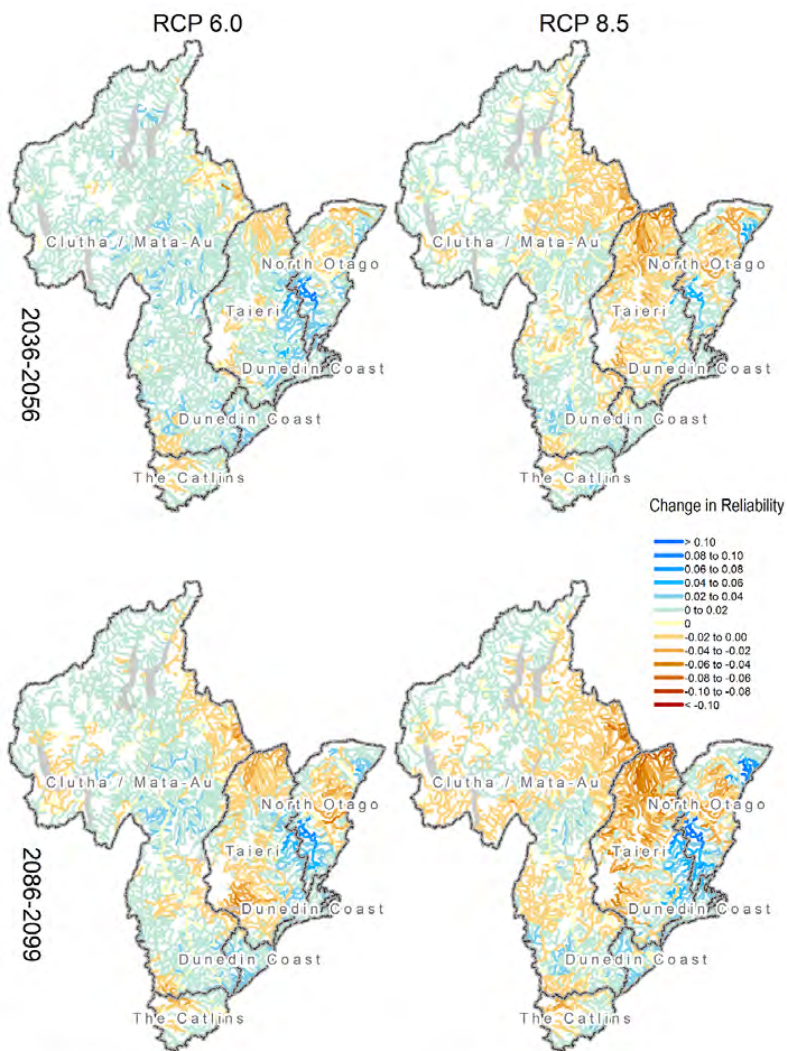 RCP 6.0
RCP 8.5
2036-2056
Clutha / Mata-Au
North Otago
Taieri
Dunedin Coast
Dunedin Coast
The Catlins
Clutha / Mata-Au
North Otago
Taieri
Dunedin Coast
Dunedin Coast
The Catlins
Change in Reliability
> 0.10
0.08 to 0.10
0.06 to 0.08
0.04 to 0.06
0.02 to 0.04
0 to 0.02
0
-0.02 to 0.00
-0.04 to -0.02
-0.06 to -0.04
-0.08 to -0.06
-0.10 to -0.08
< -0.10
2086-2099
Clutha / Mata-Au
North Otago
Taieri
Dunedin Coast
Dunedin Coast
The Catlins
Clutha / Mata-Au
North Otago
Taieri
Dunedin Coast
Dunedin Coast
The Catlins